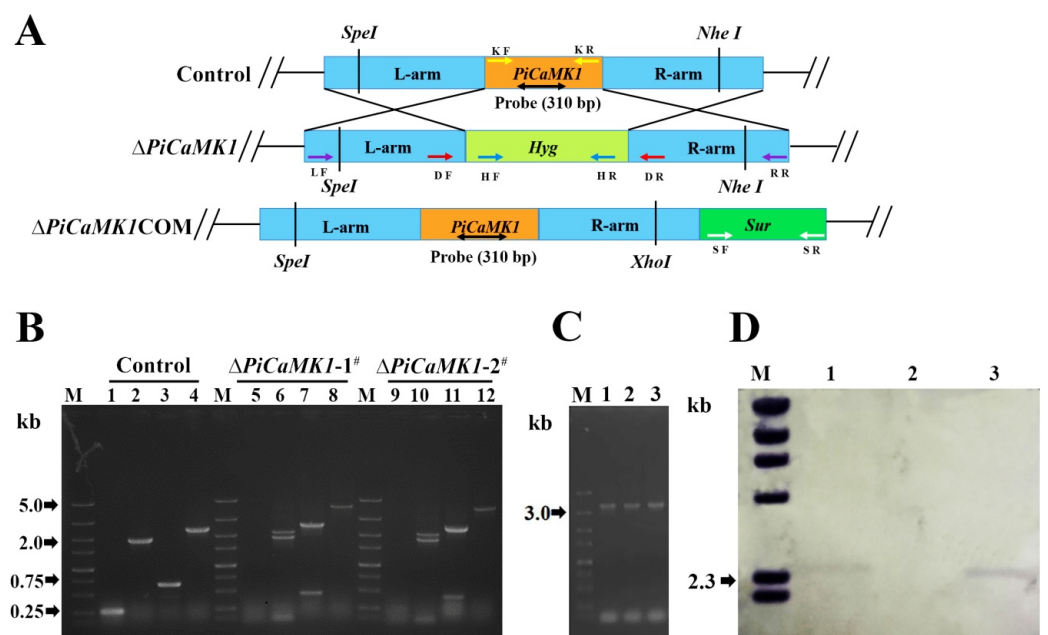 A
SpeI
Nhe I
K F
K R
Control
L-arm
PiCaMK1
R-arm
Probe (310 bp)
ΔPiCaMK1
L-arm
Hyg
R-arm
L F
SpeI
D F
H F
H R
D R
Nhe I
R R
ΔPiCaMK1COM
L-arm
PiCaMK1
R-arm
Sur
S F
S R
SpeI
Probe (310 bp)
XhoI
B
Control
ΔPiCaMK1-1#
ΔPiCaMK1-2#
M 1 2 3 4 M 5 6 7 8 M 9 10 11 12
kb
5.0
2.0
0.75
0.25
C
M 1 2 3
kb
3.0
D
M 1 2 3
kb
2.3